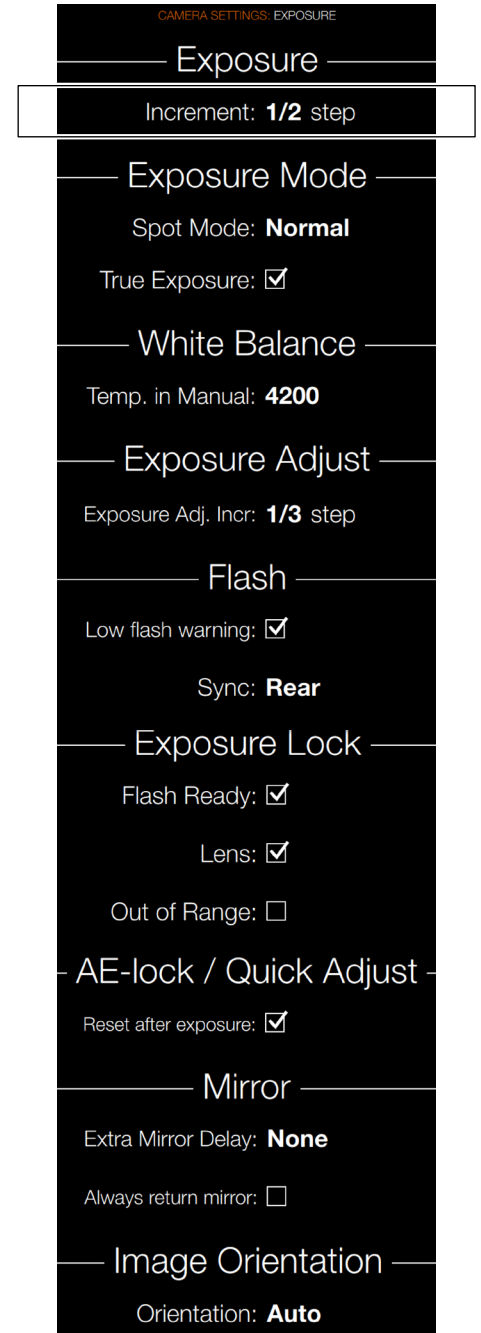 CAMERA SETTINGS: EXPOSURE
Exposure
Increment: 1/2 step
Exposure Mode
Spot Mode: Normal
True Exposure:
White Balance
Temp. in Manual: 4200
Exposure Adjust
Exposure Adj. Incr: 1/3 step
Flash
Low flash warning:
Sync: Rear
Exposure Lock
Flash Ready:
Lens:
Out of Range:
AE-lock / Quick Adjust
Reset after exposure:
Mirror
Extra Mirror Delay: None
Always return mirror:
Image Orientation
Orientation: Auto